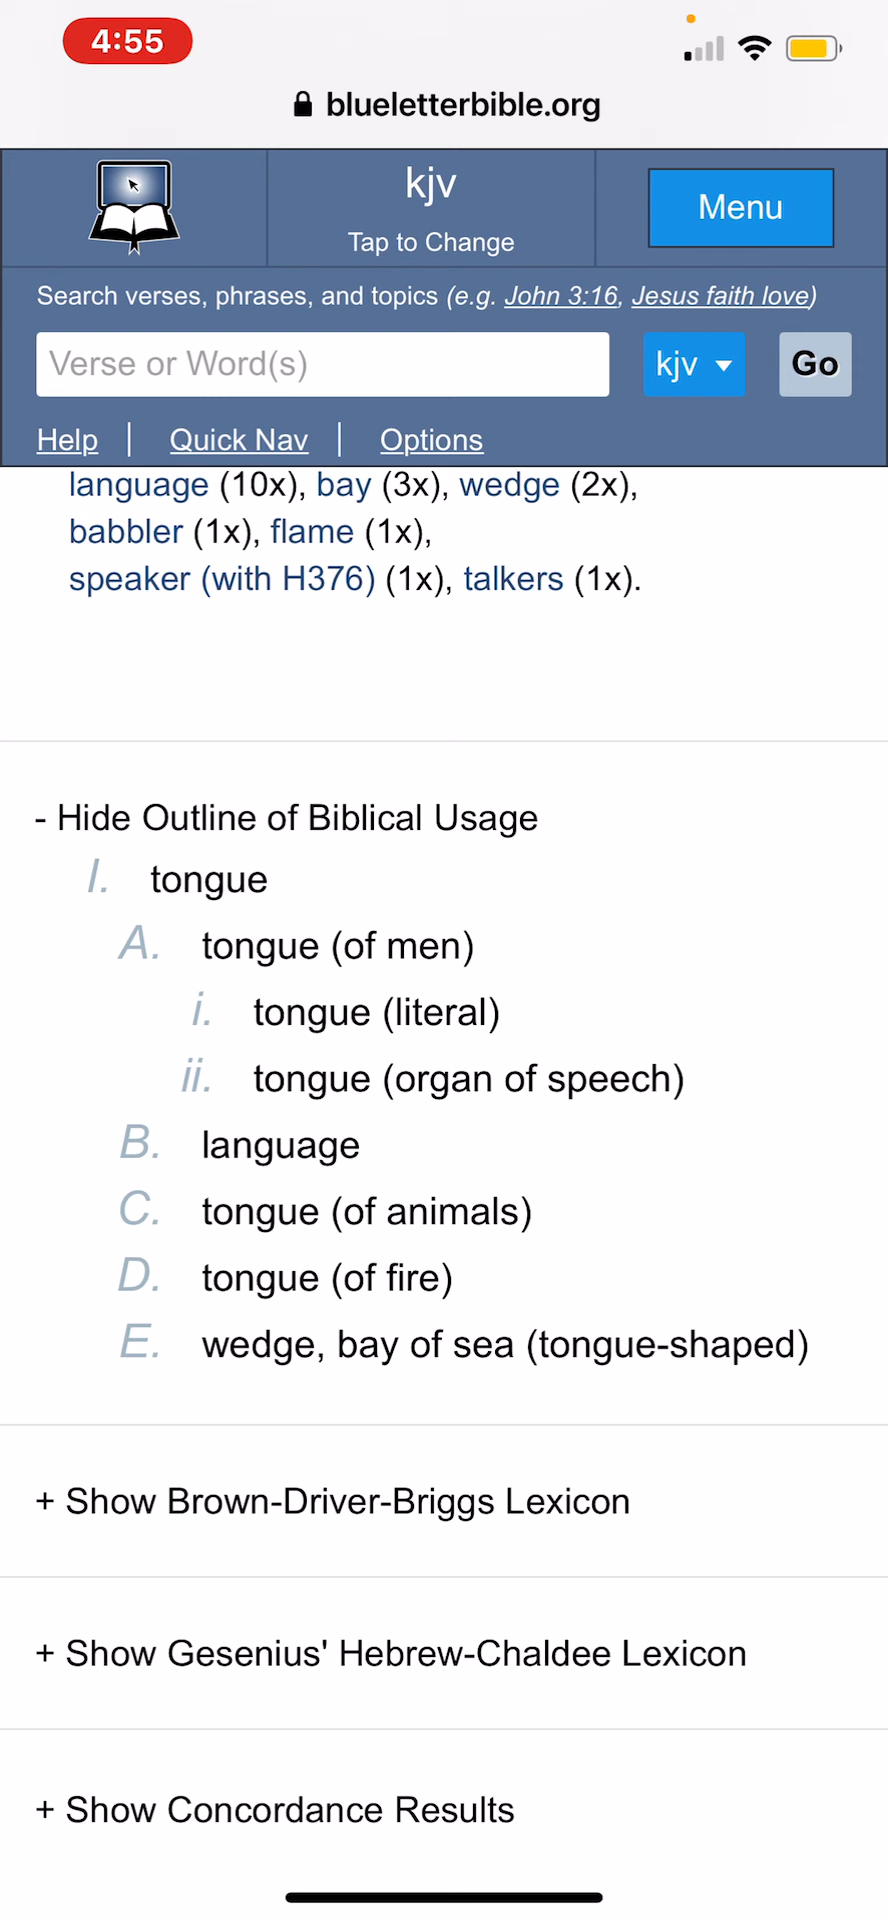 4:55
blueletterbible.org
kjv
Tap to Change
Menu
Search verses, phrases, and topics (e.g. John 3:16, Jesus faith love)
Verse or Word(s)
kjv
Go
Help | Quick Nav | Options
language (10x), bay (3x), wedge (2x),
babbler (1x), flame (1x),
speaker (with H376) (1x), talkers (1x).
- Hide Outline of Biblical Usage
I. tongue
A. tongue (of men)
i. tongue (literal)
ii. tongue (organ of speech)
B. language
C. tongue (of animals)
D. tongue (of fire)
E. wedge, bay of sea (tongue-shaped)
+ Show Brown-Driver-Briggs Lexicon
+ Show Gesenius' Hebrew-Chaldee Lexicon
+ Show Concordance Results